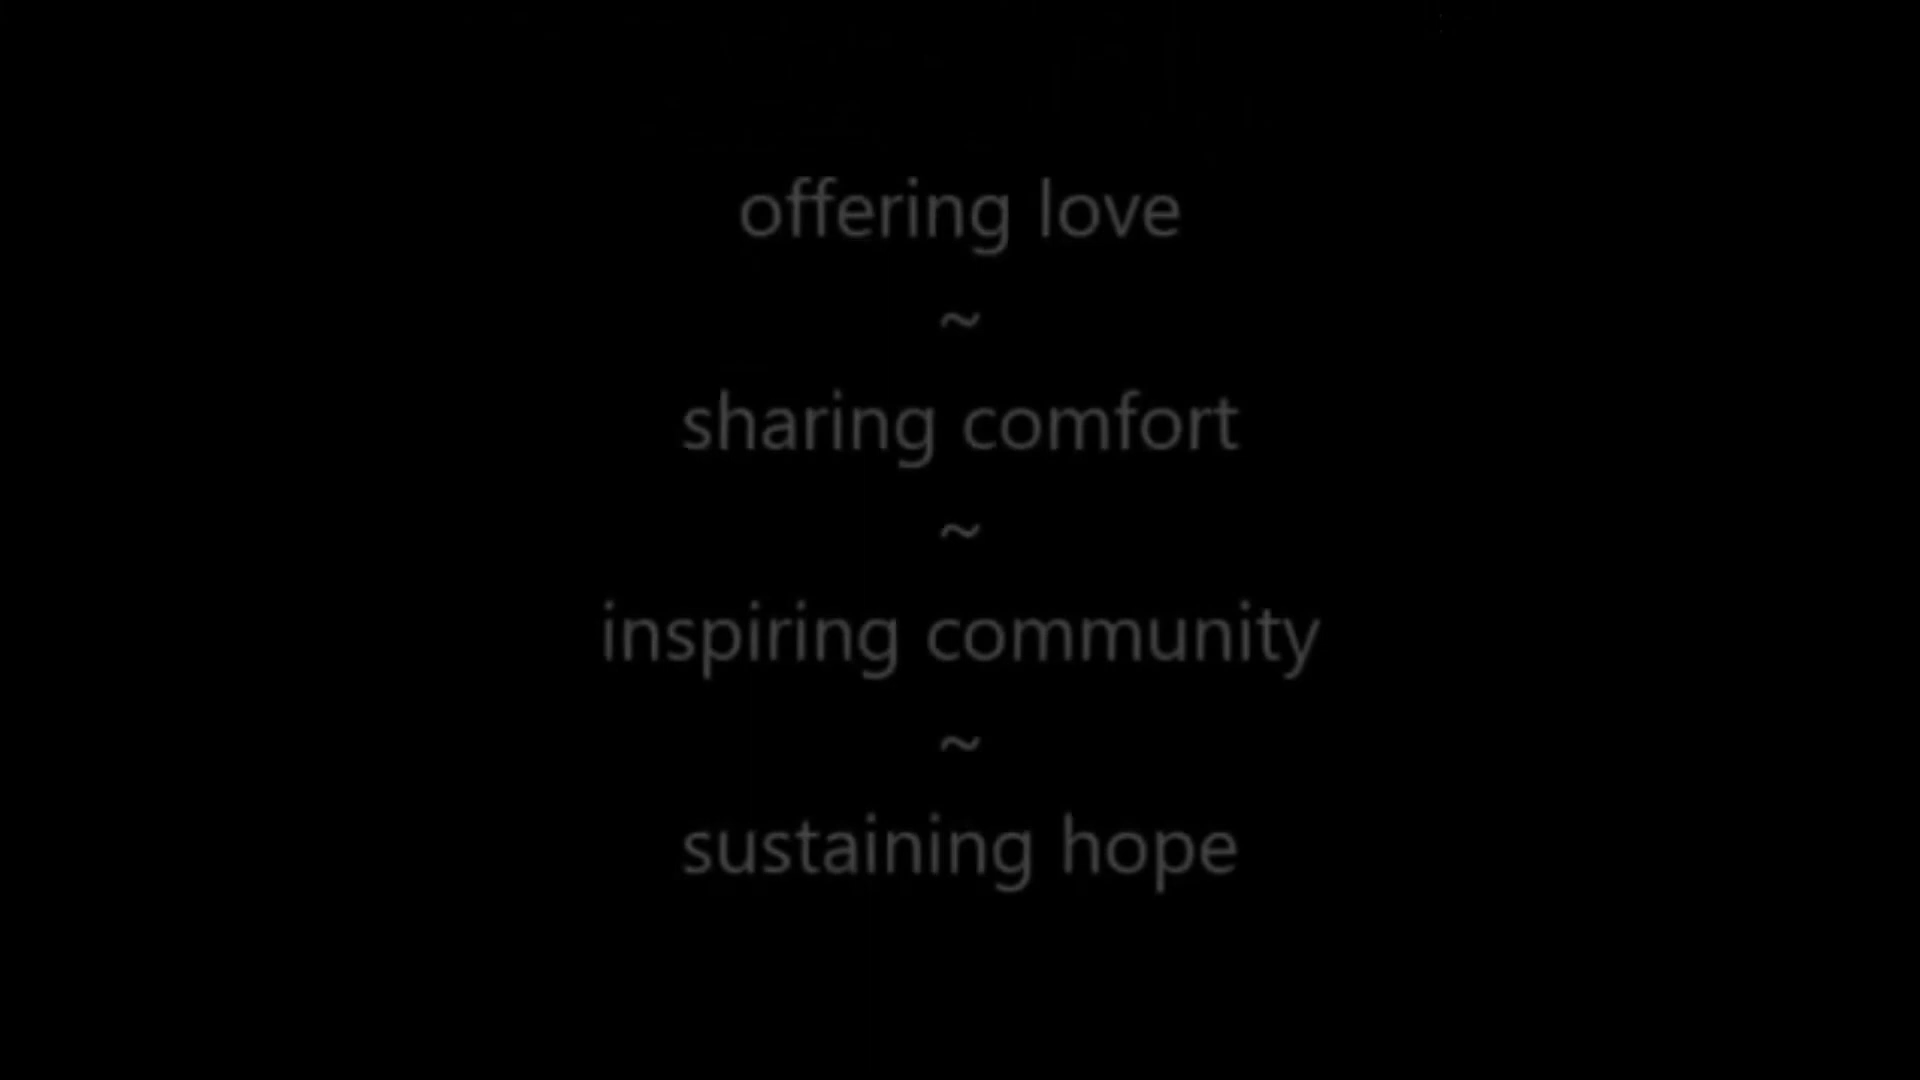 offering love
~
sharing comfort
~
inspiring community
~
sustaining hope